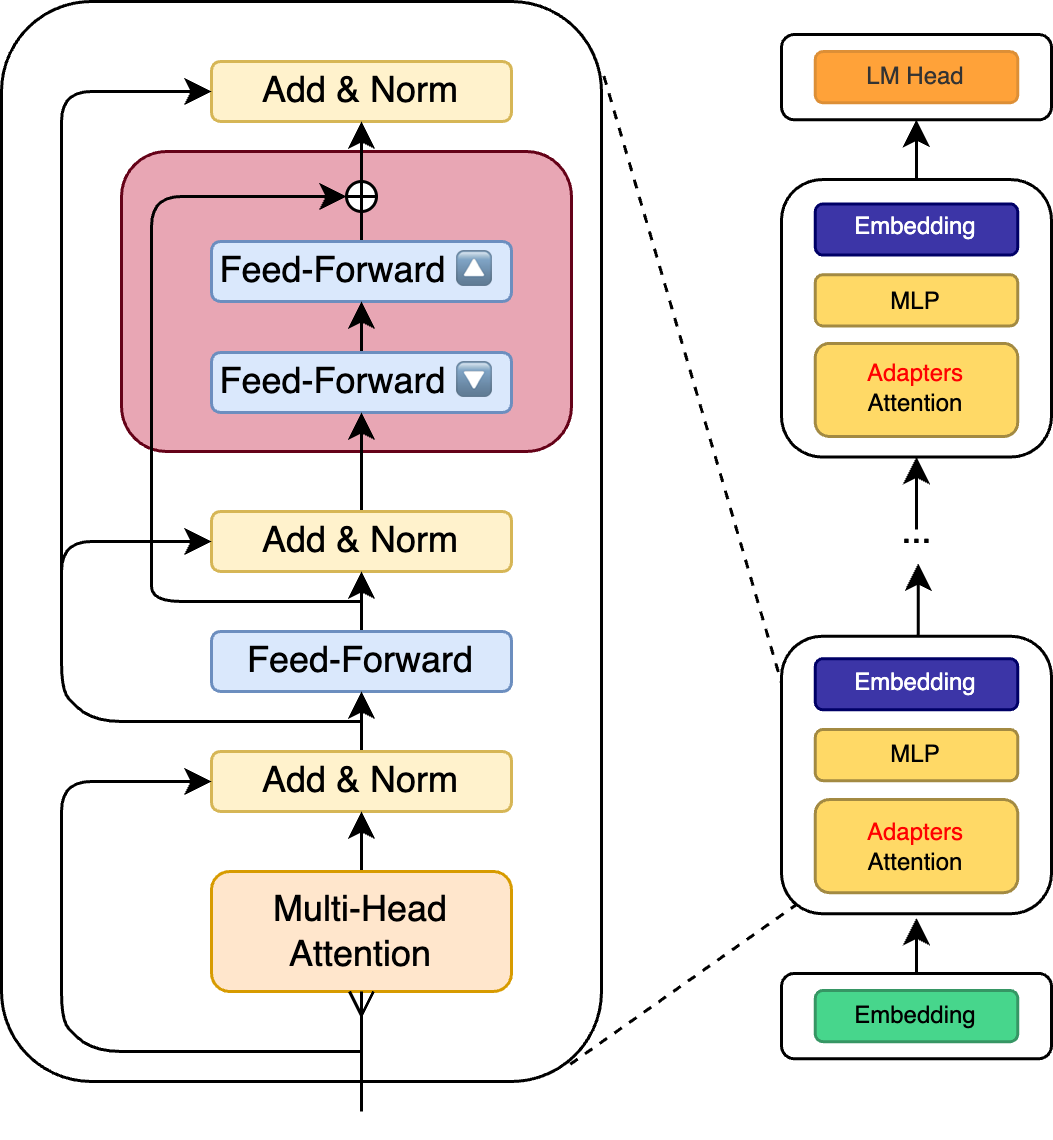 Add & Norm
Feed-Forward 🔼
Feed-Forward 🔽
Add & Norm
Feed-Forward
Add & Norm
Multi-Head
Attention
LM Head
Embedding
MLP
Adapters
Attention
...
Embedding
MLP
Adapters
Attention
Embedding